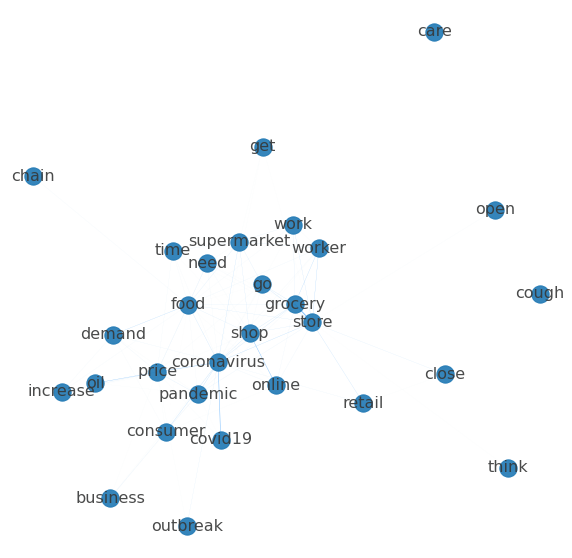 care
get
chain
open
work
supermarket
worker
time
need
go
cough
food
grocery
store
demand
shop
coronavirus
price
close
oil
online
increase
pandemic
retail
consumer
covid19
think
business
outbreak